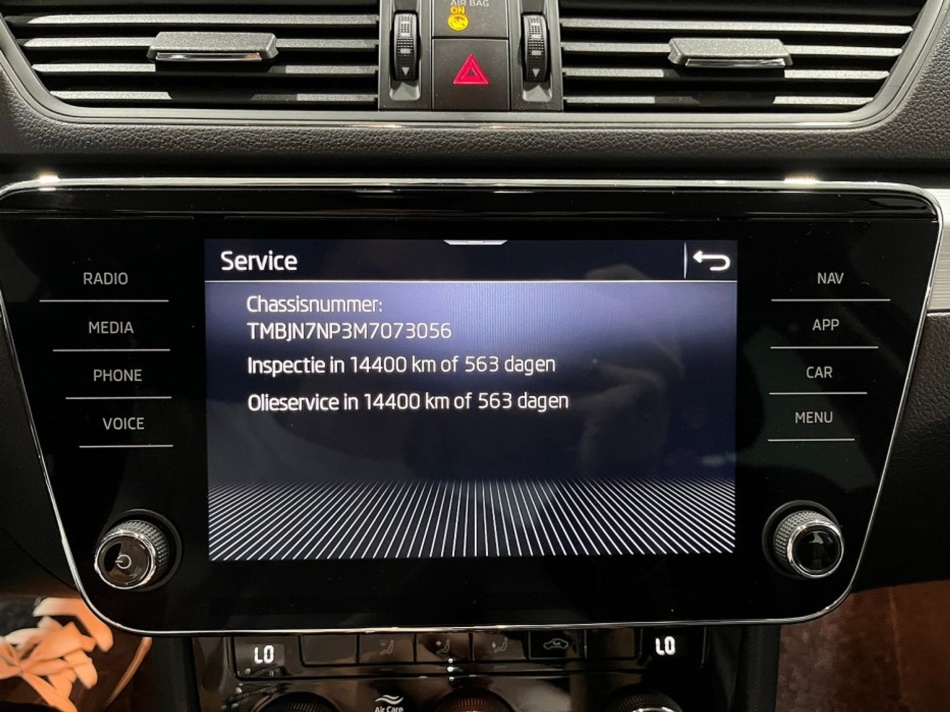 AIR BAG
ON
Service
RADIO
MEDIA
PHONE
VOICE
Chassisnummer:
TMBJN7NP3M7073056
Inspectie in 14400 km of 563 dagen
Olieservice in 14400 km of 563 dagen
NAV
APP
CAR
MENU
LO
LO
Air Care